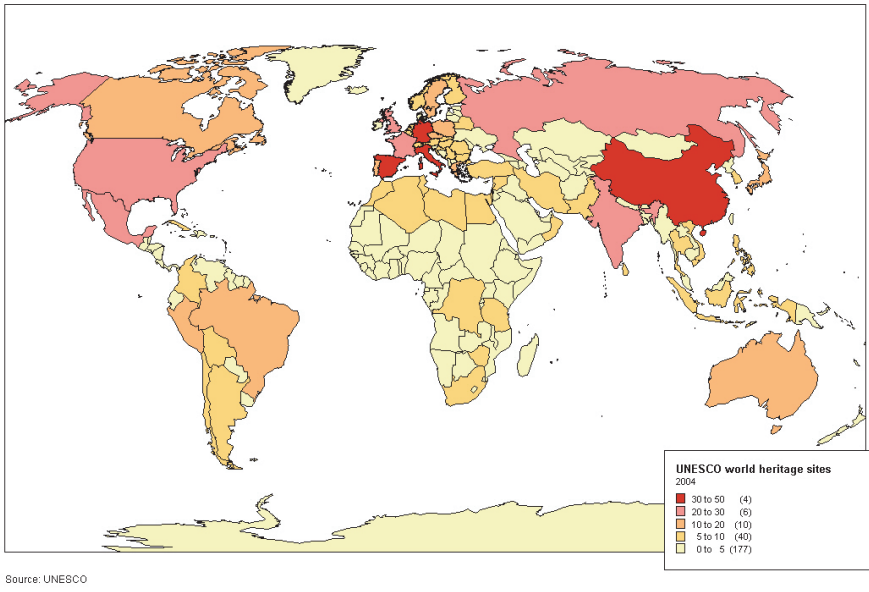 UNESCO world heritage sites
2004
30 to 50 (4)
20 to 30 (6)
10 to 20 (10)
5 to 10 (40)
0 to 5 (177)
Source: UNESCO